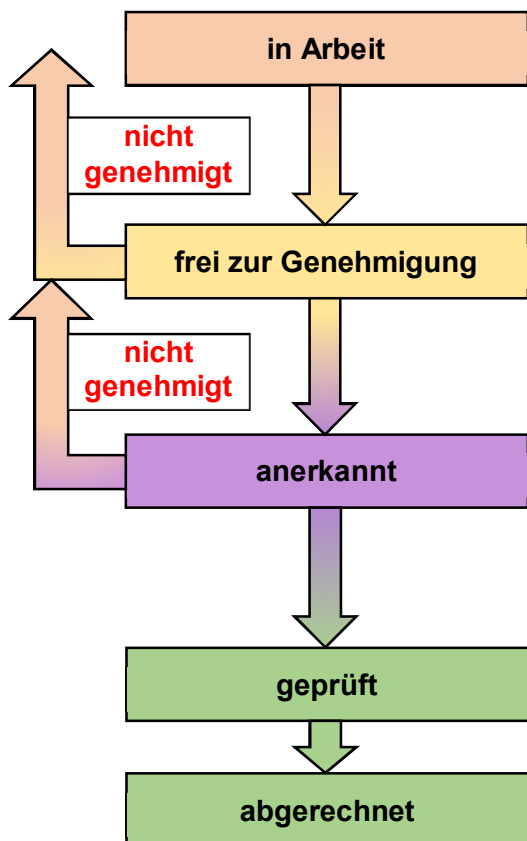 in Arbeit
nicht
genehmigt
frei zur Genehmigung
nicht
genehmigt
anerkannt
geprüft
abgerechnet